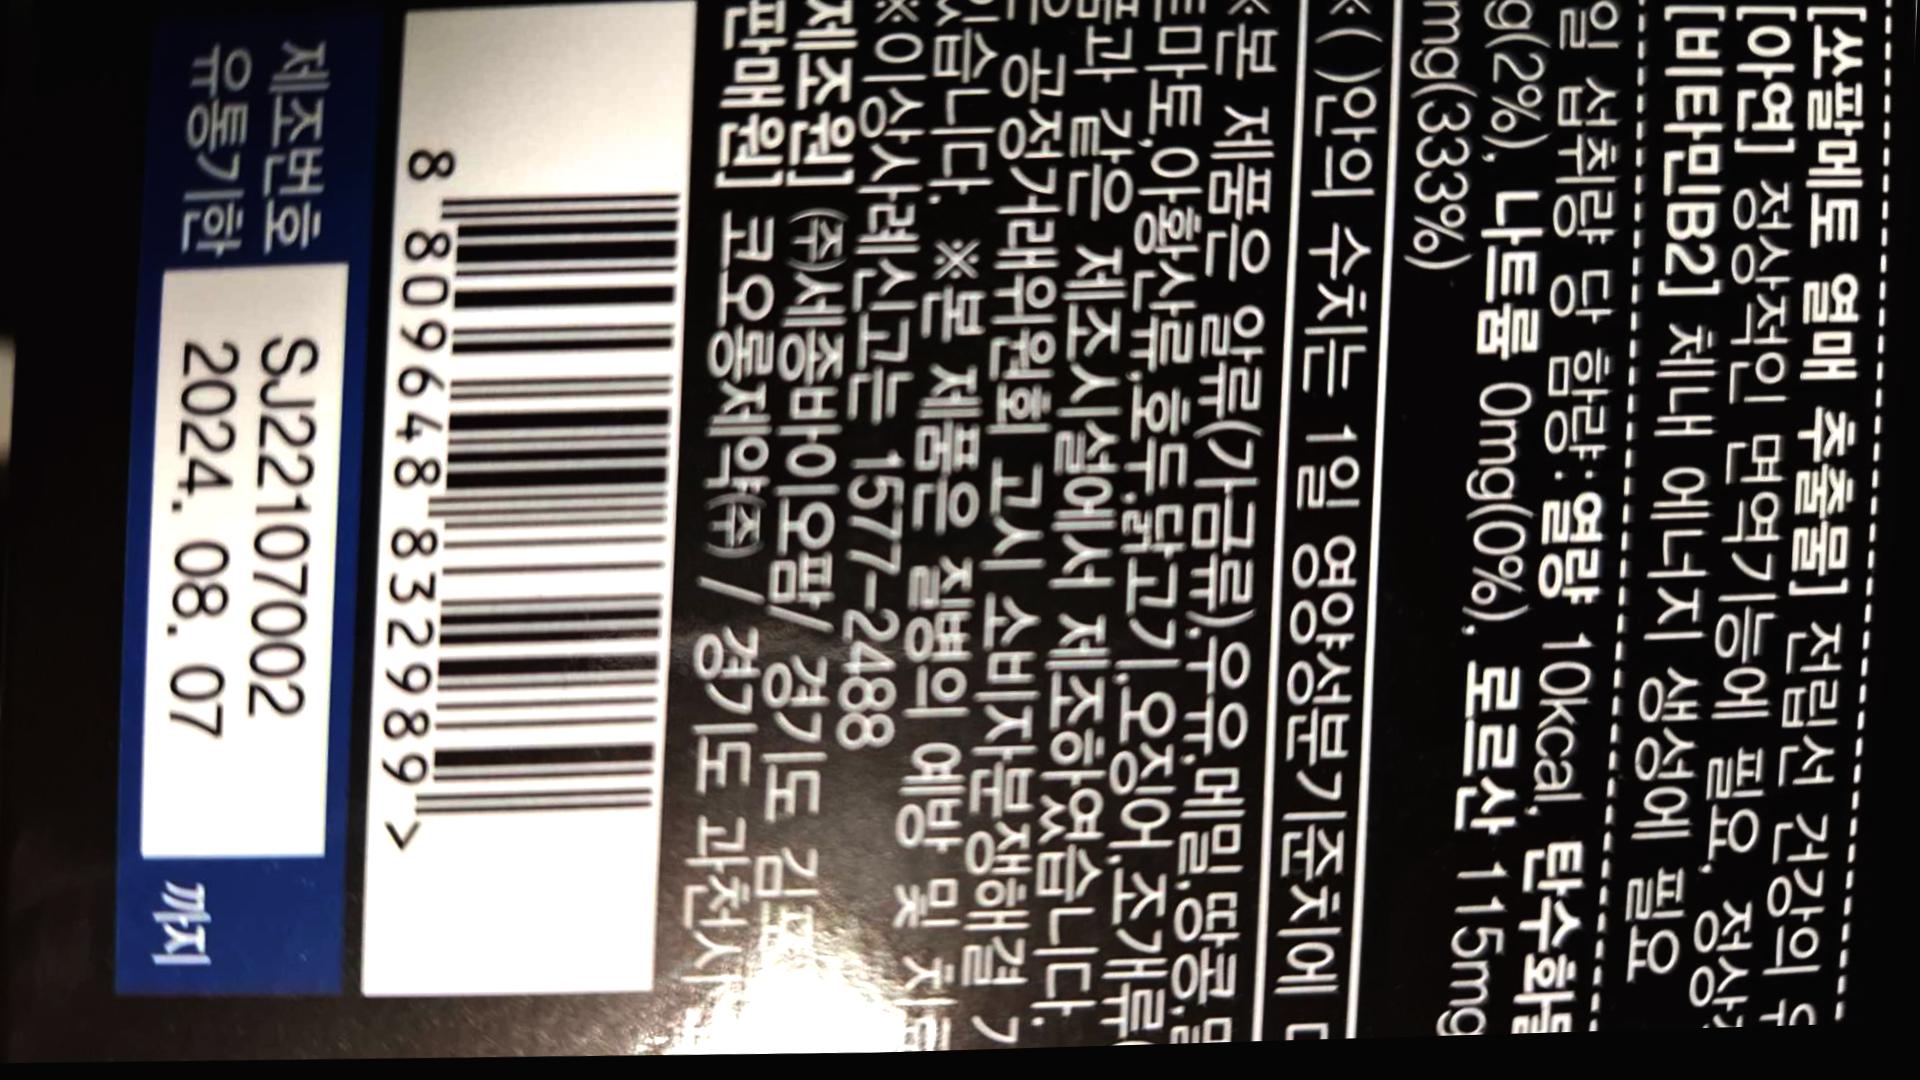 [쏘팔메토 열매 추출물] 전립선 건강의
[아연] 정상적인 면역기능에 필요, 정상
[비타민B2] 체내 에너지 생성에 필요
일 섭취량 당 함량: 열량 10kcal, 탄수화물
g(2%), 나트륨 0mg(0%), 로르산 115mg
mg(333%)
※( )안의 수치는 1일 영양성분기준치에
※본 제품은 알류(가금류),우유,메밀,땅콩,
토마토,아황산류,호두,닭고기,오징어,조개류
품과 같은 제조시설에서 제조하였습니다.
은 공정거래위원회 고시 소비자분쟁해결
있습니다. ※본 제품은 질병의 예방 및
※이상사례신고는 1577-2488
제조원] (주)세종바이오팜/ 경기도 김포
판매원] 코오롱제약(주) / 경기도 과천시
8 809648 832989 >
제조번호 SJ22107002
유통기한 2024. 08. 07 까지